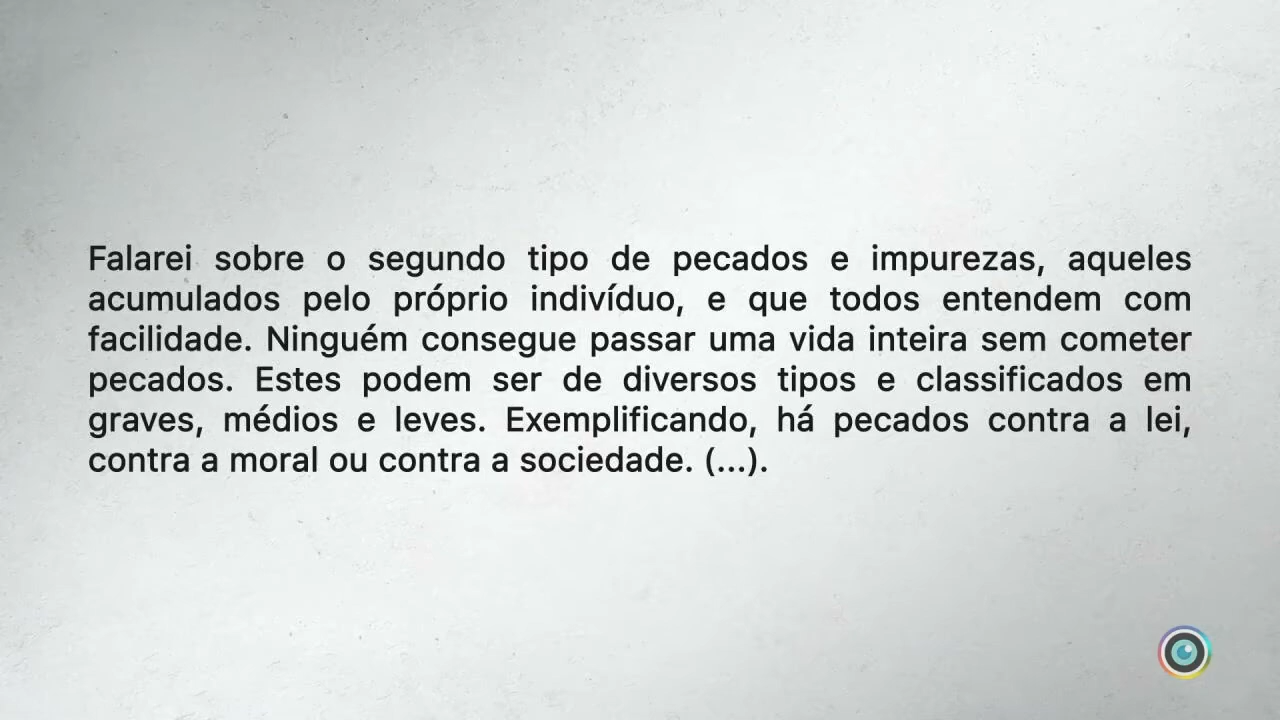 Falarei sobre o segundo tipo de pecados e impurezas, aqueles
acumulados pelo próprio indivíduo, e que todos entendem com
facilidade. Ninguém consegue passar uma vida inteira sem cometer
pecados. Estes podem ser de diversos tipos e classificados em
graves, médios e leves. Exemplificando, há pecados contra a lei,
contra a moral ou contra a sociedade. (...).